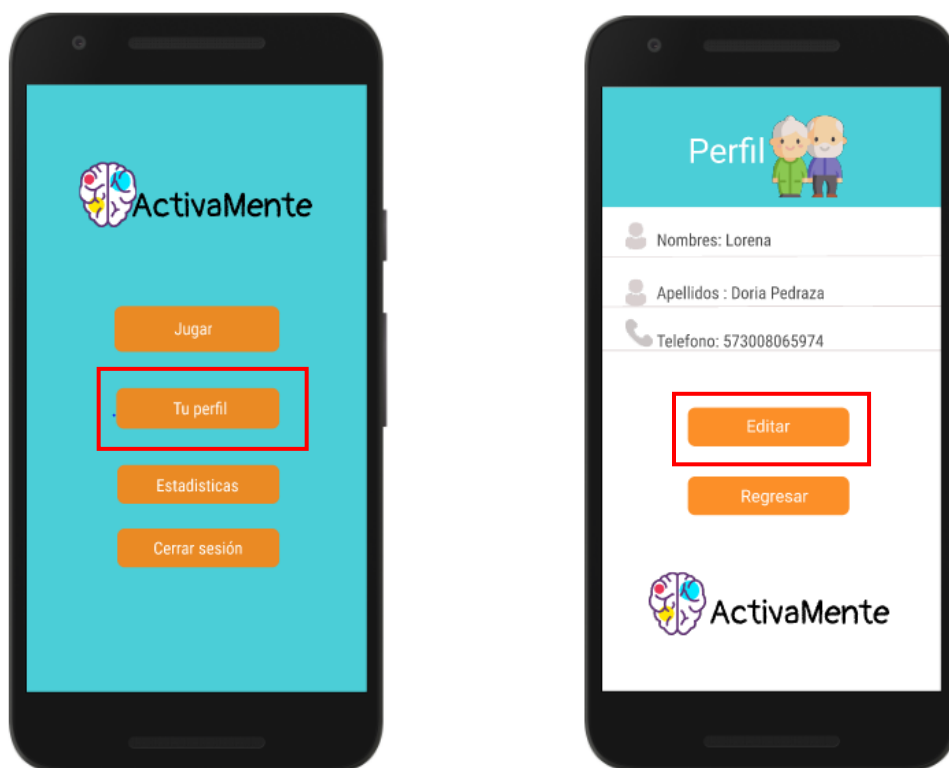 ActivaMente
Jugar
Tu perfil
Estadisticas
Cerrar sesión
Perfil
Nombres: Lorena
Apellidos : Doria Pedraza
Telefono: 573008065974
Editar
Regresar
ActivaMente